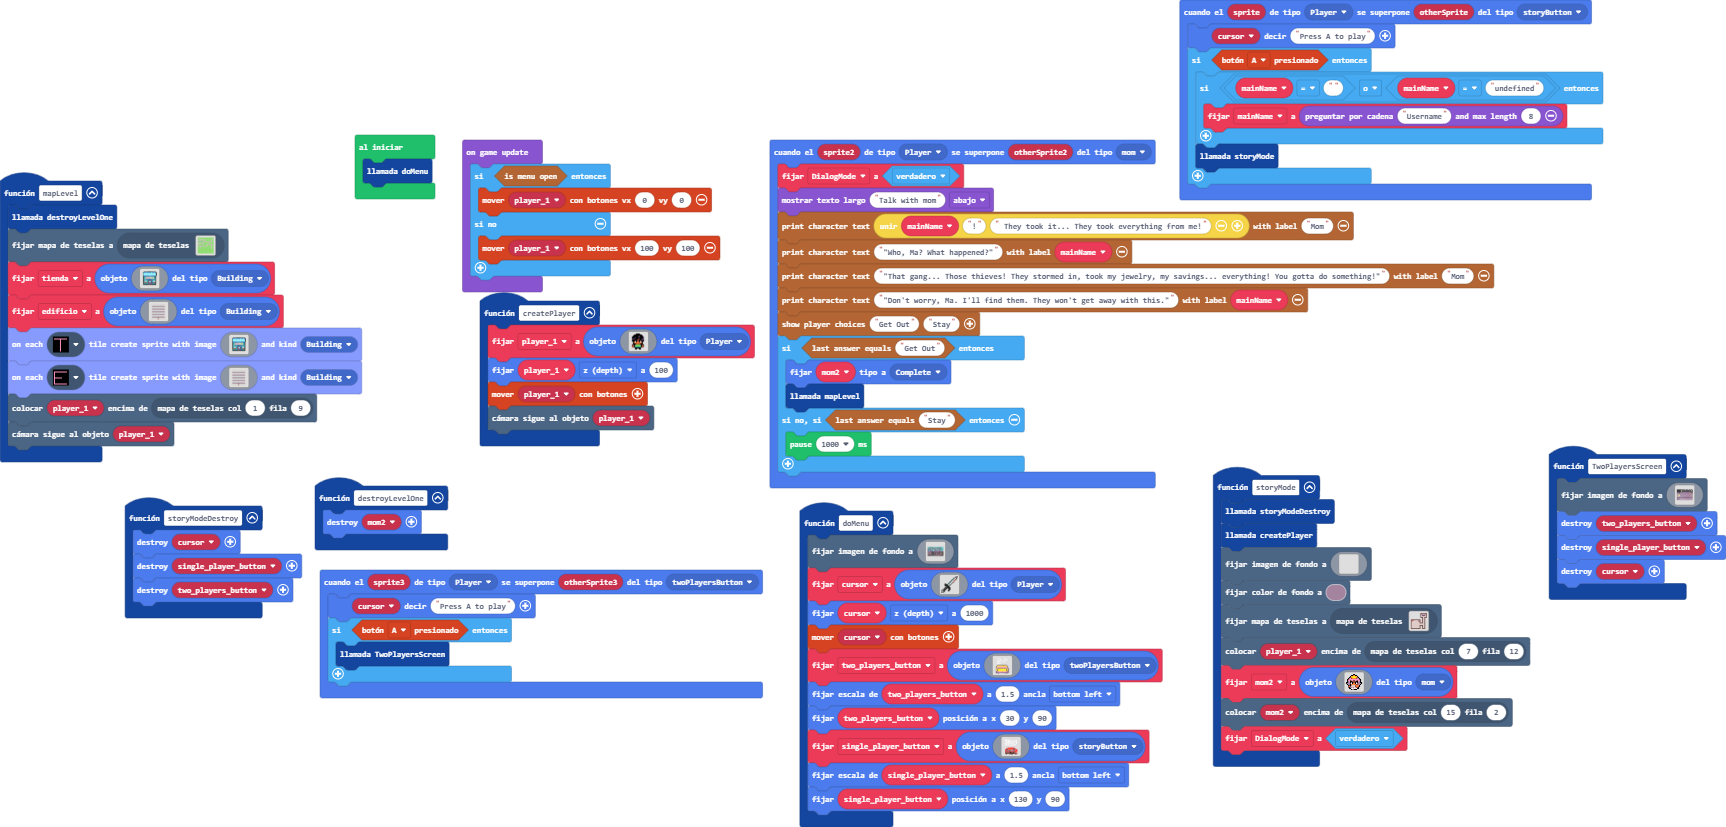 cuando el sprite de tipo Player se superpone otherSprite del tipo storyButton
cursor decir "Press A to play"
si botón A presionado entonces
si mainName = "" o mainName = "undefined" entonces
fijar mainName a preguntar por cadena "Username" and max length 8
llamada storyMode
al iniciar
llamada doMenu
on game update
si is menu open entonces
mover player_1 con botones vx 0 vy 0
si no
mover player_1 con botones vx 100 vy 100
cuando el sprite2 de tipo Player se superpone otherSprite2 del tipo mom
fijar DialogMode a verdadero
mostrar texto largo "Talk with mom" abajo
print character text unir mainName "!" " They took it... They took everything from me!" with label "Mom"
print character text "Who, Ma? What happened?" with label mainName
print character text "That gang... Those thieves! They stormed in, took my jewelry, my savings... everything! You gotta do something!" with label "Mom"
print character text "Don't worry, Ma. I'll find them. They won't get away with this." with label mainName
show player choices "Get Out" "Stay"
si last answer equals "Get Out" entonces
fijar mom2 tipo a Complete
llamada mapLevel
si no, si last answer equals "Stay" entonces
pause 1000 ms
función mapLevel
llamada destroyLevelOne
fijar mapa de teselas a mapa de teselas
fijar tienda a objeto del tipo Building
fijar edificio a objeto del tipo Building
on each T tile create sprite with image and kind Building
on each E tile create sprite with image and kind Building
colocar player_1 encima de mapa de teselas col 1 fila 9
cámara sigue al objeto player_1
función createPlayer
fijar player_1 a objeto del tipo Player
fijar player_1 z (depth) a 100
mover player_1 con botones
cámara sigue al objeto player_1
función storyModeDestroy
destroy cursor
destroy single_player_button
destroy two_players_button
función destroyLevelOne
destroy mom2
cuando el sprite3 de tipo Player se superpone otherSprite3 del tipo twoPlayersButton
cursor decir "Press A to play"
si botón A presionado entonces
llamada TwoPlayersScreen
función doMenu
fijar imagen de fondo a
fijar cursor a objeto del tipo Player
fijar cursor z (depth) a 1000
mover cursor con botones
fijar two_players_button a objeto del tipo twoPlayersButton
fijar escala de two_players_button a 1.5 ancla bottom left
fijar two_players_button posición a x 30 y 90
fijar single_player_button a objeto del tipo storyButton
fijar escala de single_player_button a 1.5 ancla bottom left
fijar single_player_button posición a x 130 y 90
función storyMode
llamada storyModeDestroy
llamada createPlayer
fijar imagen de fondo a
fijar color de fondo a
fijar mapa de teselas a mapa de teselas
colocar player_1 encima de mapa de teselas col 7 fila 12
fijar mom2 a objeto del tipo mom
colocar mom2 encima de mapa de teselas col 15 fila 2
fijar DialogMode a verdadero
función TwoPlayersScreen
fijar imagen de fondo a
destroy two_players_button
destroy single_player_button
destroy cursor